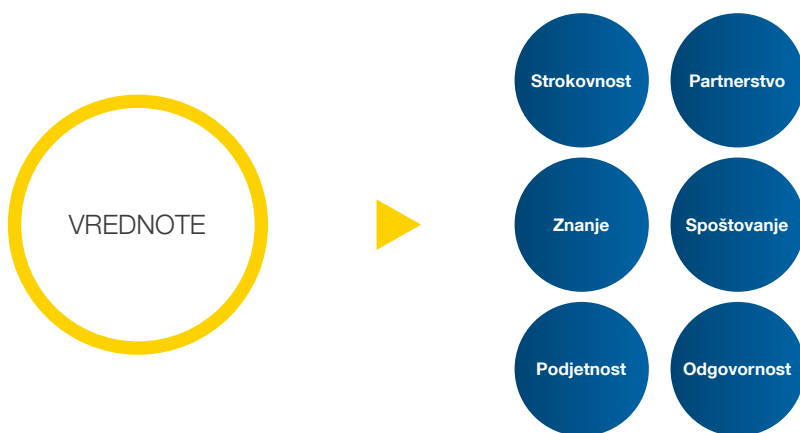 VREDNOTE
Strokovnost
Partnerstvo
Znanje
Spoštovanje
Podjetnost
Odgovornost